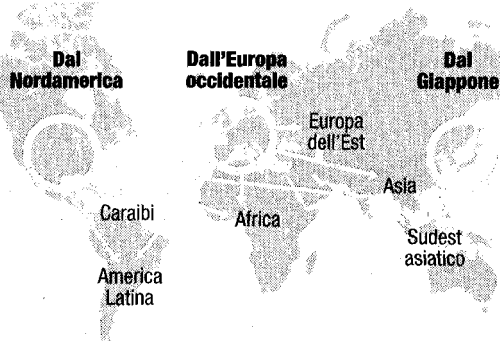 Dal
Nordamerica
Dall'Europa
occidentale
Dal
Giappone
Europa
dell'Est
Asia
Caraibi
Africa
Sudest
asiatico
America
Latina